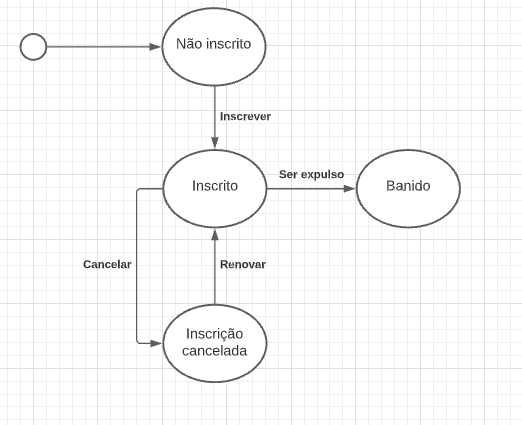 Não inscrito
Inscrever
Inscrito
Ser expulso
Banido
Cancelar
Renovar
Inscrição
cancelada